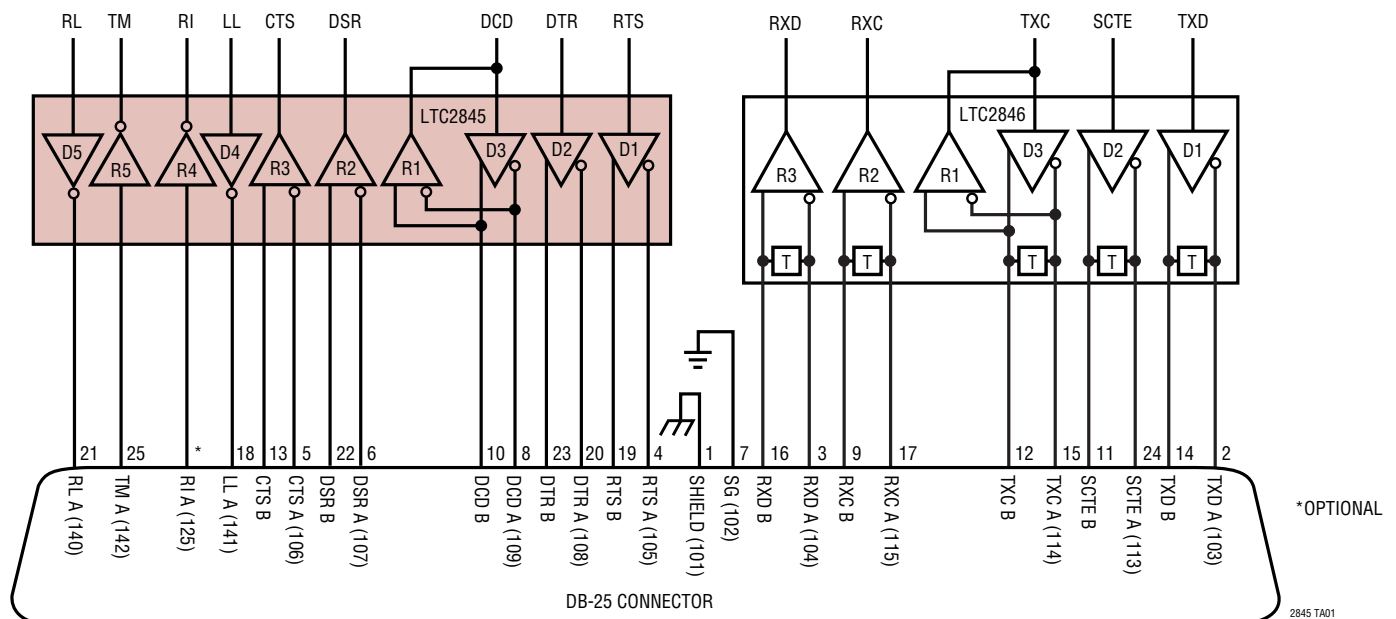 RL TM RI LL CTS DSR DCD DTR RTS RXD RXC TXC SCTE TXD
LTC2845 LTC2846
D5 R5 R4 D4 R3 R2 R1 D3 D2 D1 R3 R2 R1 D3 D2 D1
T T T T T
21 25 * 18 13 5 22 6 10 8 23 20 19 4 1 7 16 3 9 17 12 15 11 24 14 2
RL A (140)
TM A (142)
RI A (125)
LL A (141)
CTS B
CTS A (106)
DSR B
DSR A (107)
DCD B
DCD A (109)
DTR B
DTR A (108)
RTS B
RTS A (105)
SHIELD (101)
SG (102)
RXD B
RXD A (104)
RXC B
RXC A (115)
TXC B
TXC A (114)
SCTE B
SCTE A (113)
TXD B
TXD A (103)
*OPTIONAL
DB-25 CONNECTOR
2845 TA01